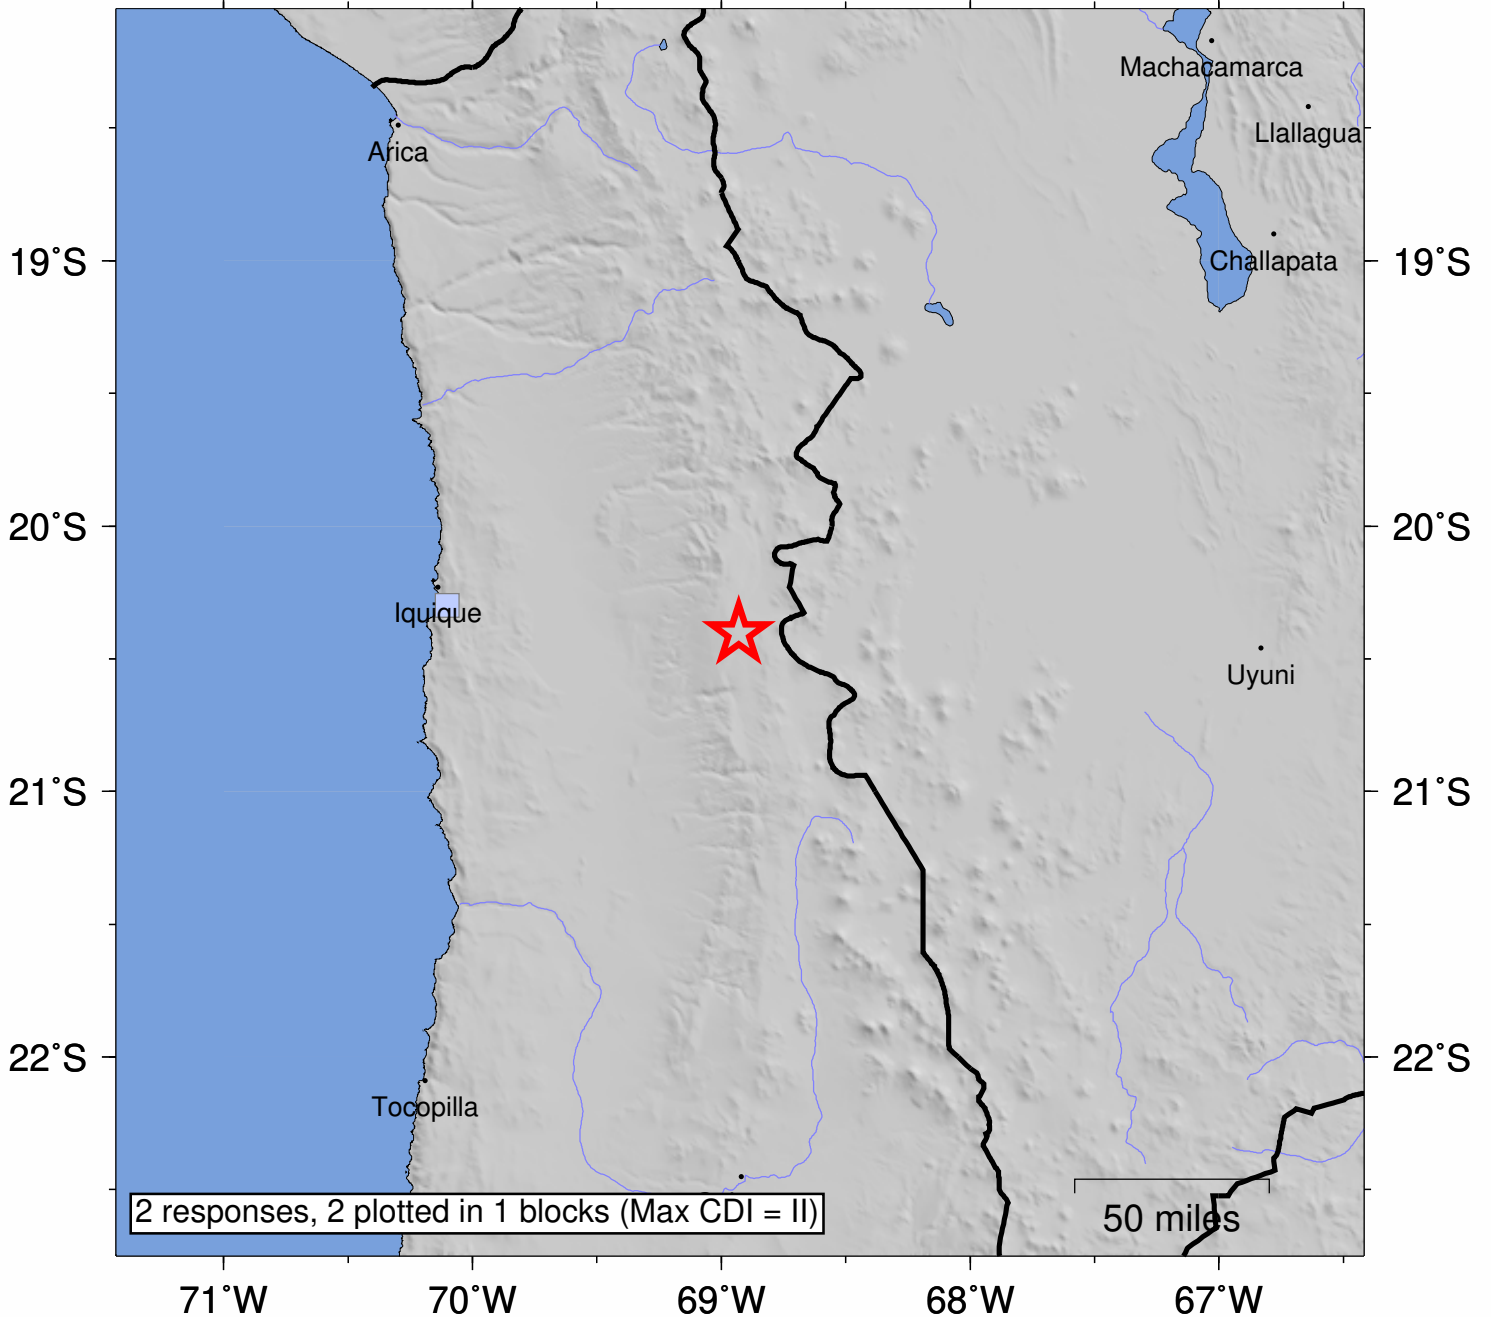 Machacamarca
Llallagua
Arica
19˚S
Challapata
19˚S
20˚S
20˚S
Iquique
Uyuni
21˚S
21˚S
22˚S
22˚S
Tocopilla
2 responses, 2 plotted in 1 blocks (Max CDI = II)
50 miles
71˚W
70˚W
69˚W
68˚W
67˚W